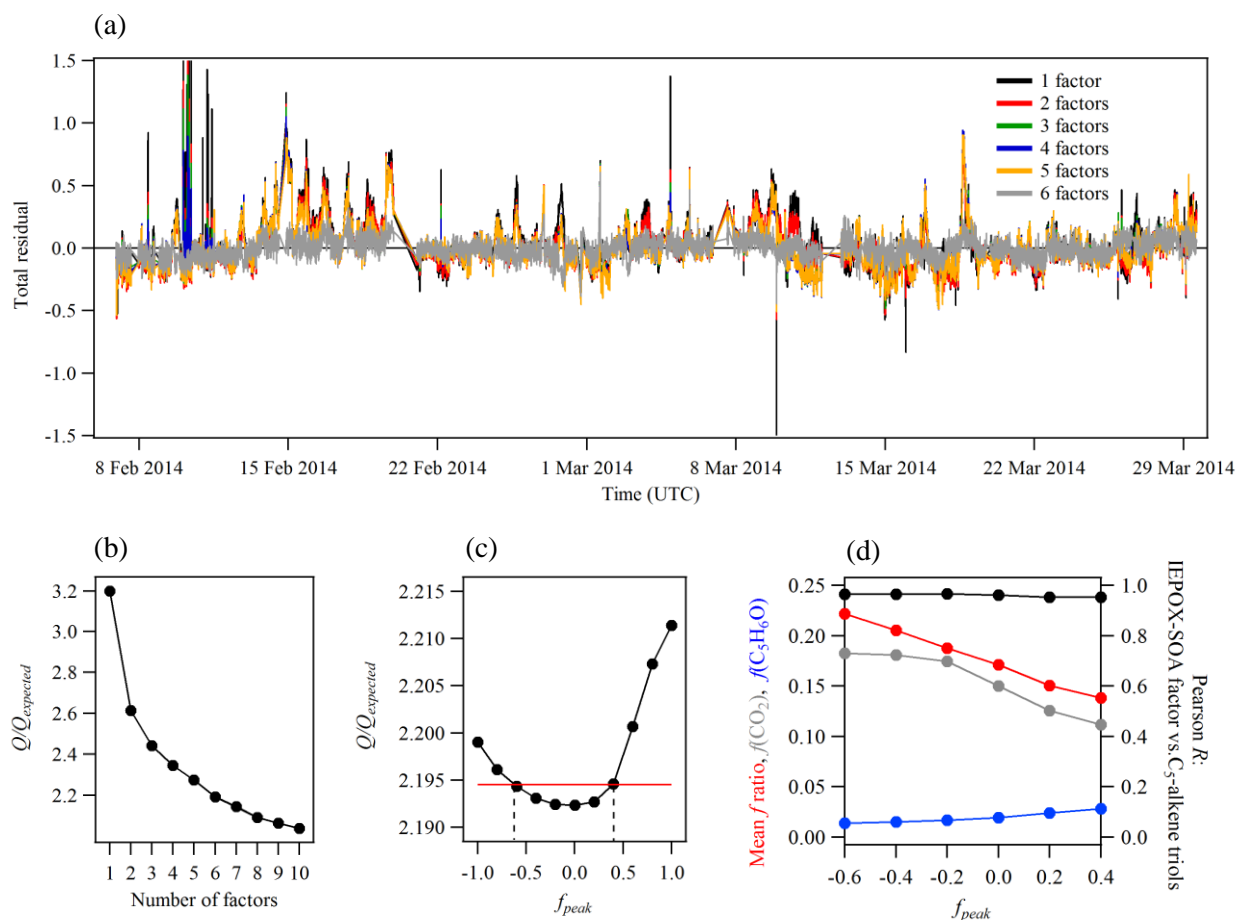 (a)
1.5
1.0
0.5
0.0
-0.5
-1.0
-1.5
Total residual
1 factor
2 factors
3 factors
4 factors
5 factors
6 factors
8 Feb 2014
15 Feb 2014
22 Feb 2014
1 Mar 2014
8 Mar 2014
15 Mar 2014
22 Mar 2014
29 Mar 2014
Time (UTC)
(b)
3.2
3.0
2.8
2.6
2.4
2.2
Q/Qexpected
1 2 3 4 5 6 7 8 9 10
Number of factors
(c)
2.215
2.210
2.205
2.200
2.195
2.190
Q/Qexpected
-1.0 -0.5 0.0 0.5 1.0
fpeak
(d)
0.25
0.20
0.15
0.10
0.05
0.00
Mean f ratio, f(CO2), f(C5H6O)
1.0
0.8
0.6
0.4
0.2
0.0
Pearson R:
IEPOX-SOA factor vs.C5-alkene triols
-0.6 -0.4 -0.2 0.0 0.2 0.4
fpeak